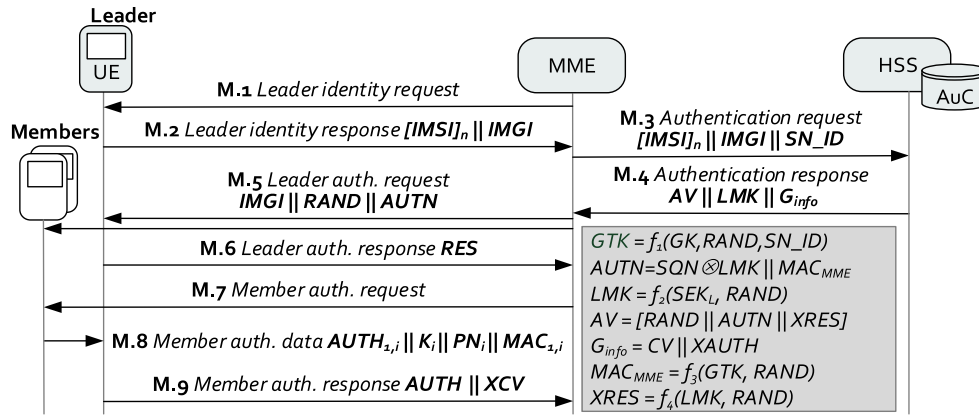 Leader
UE
MME
HSS
AuC
M.1 Leader identity request
Members
M.2 Leader identity response [IMSI]n || IMGI
M.3 Authentication request
[IMSI]n || IMGI || SN_ID
M.5 Leader auth. request
IMGI || RAND || AUTN
M.4 Authentication response
AV || LMK || Ginfo
M.6 Leader auth. response RES
M.7 Member auth. request
M.8 Member auth. data AUTH1,i || Ki || PNi || MAC1,i
M.9 Member auth. response AUTH || XCV
GTK = f1(GK,RAND,SN_ID)
AUTN=SQN⊗LMK || MACMME
LMK = f2(SEKL, RAND)
AV = [RAND || AUTN || XRES]
Ginfo = CV || XAUTH
MACMME = f3(GTK, RAND)
XRES = f4(LMK, RAND)